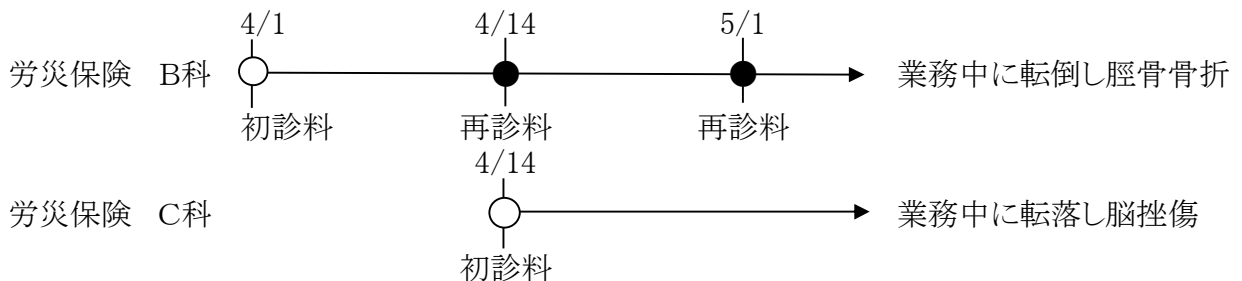 4/1 4/14 5/1
労災保険 B科 業務中に転倒し脛骨骨折
初診料 再診料 再診料
4/14
労災保険 C科 業務中に転落し脳挫傷
初診料